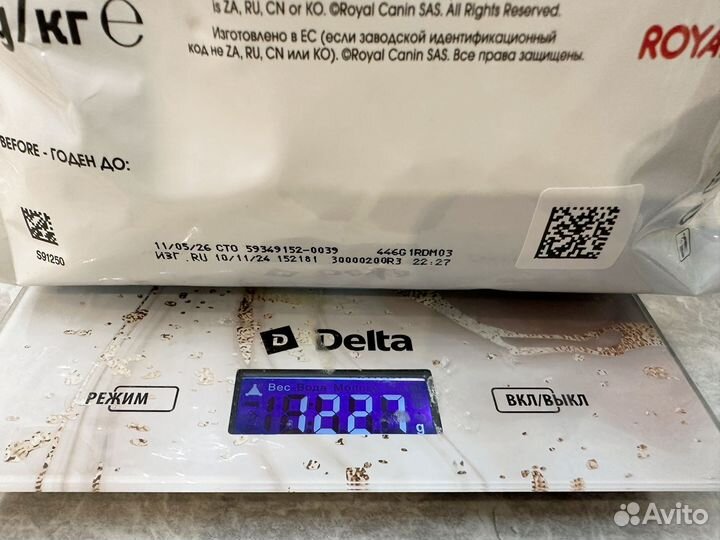 is ZA, RU, CN or KO. ©Royal Canin SAS. All Rights Reserved.
/кг e
Изготовлено в ЕС (если заводской идентификационный
код не ZA, RU, CN или KO). ©Royal Canin SAS. Все права защищены.
ROYA
BEFORE - ГОДЕН ДО:
S91250
11/05/26 СТО 59349152-0039 446G1RDM03
ИЗГ.RU 10/11/24 152181 30000200R3 22:27
D Delta
РЕЖИМ
Вес Вода Моло
1227 g
ВКЛ/ВЫКЛ
Avito